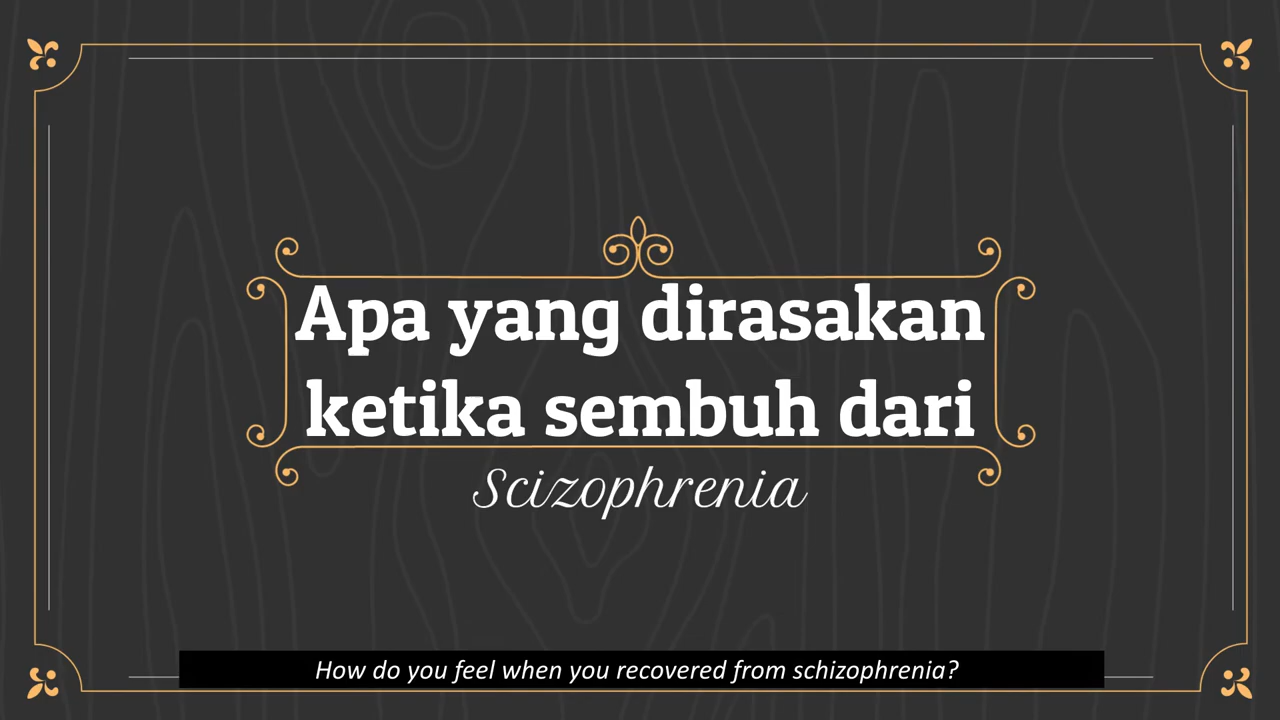 Apa yang dirasakan
ketika sembuh dari
Scizophrenia
How do you feel when you recovered from schizophrenia?